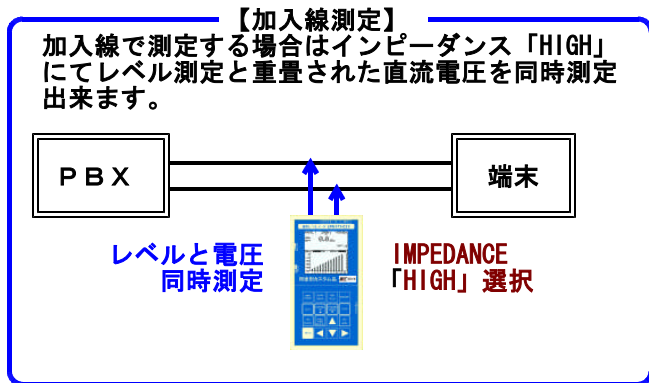 【加入線測定】
加入線で測定する場合はインピーダンス「HIGH」
にてレベル測定と重畳された直流電圧を同時測定
出来ます。
ＰＢＸ
端末
レベルと電圧
同時測定
IMPEDANCE
「HIGH」選択